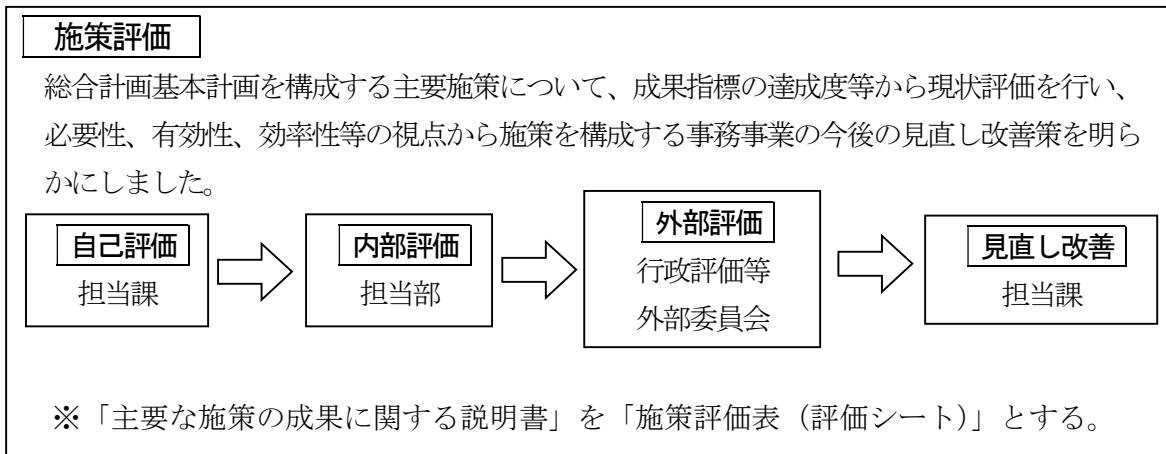 施策評価
総合計画基本計画を構成する主要施策について、成果指標の達成度等から現状評価を行い、
必要性、有効性、効率性等の視点から施策を構成する事務事業の今後の見直し改善策を明ら
かにしました。
自己評価
担当課
内部評価
担当部
外部評価
行政評価等
外部委員会
見直し改善
担当課
※「主要な施策の成果に関する説明書」を「施策評価表（評価シート）」とする。